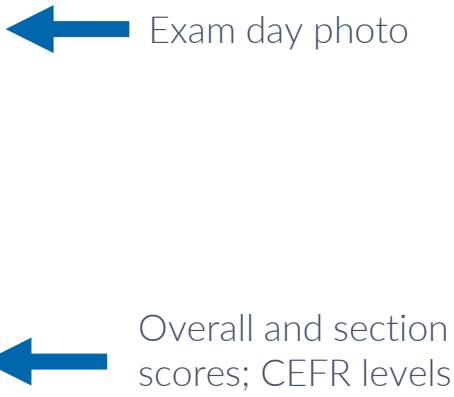 Exam day photo
Overall and section
scores; CEFR levels